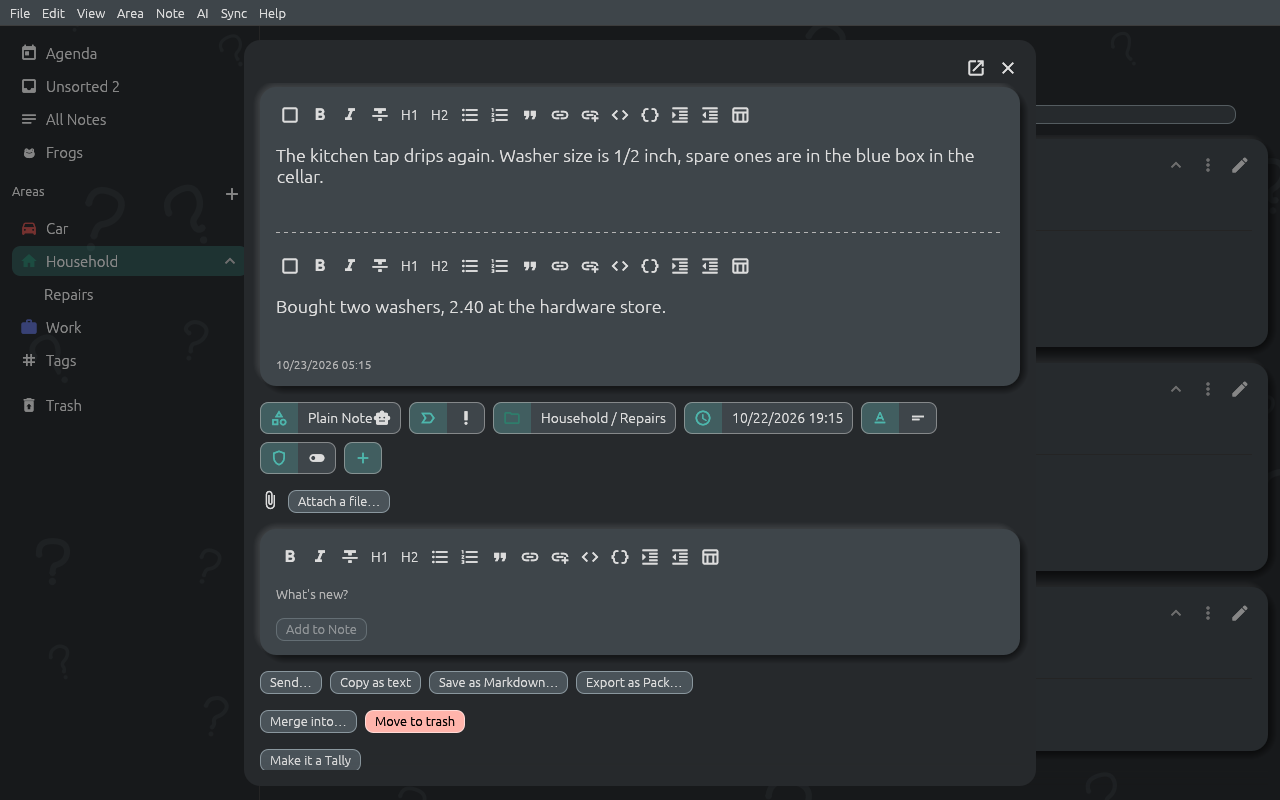 File Edit View Area Note AI Sync Help
Agenda
Unsorted 2
All Notes
Frogs
Areas
Car
Household
Repairs
Work
Tags
Trash
H1 H2
The kitchen tap drips again. Washer size is 1/2 inch, spare ones are in the blue box in the
cellar.
H1 H2
Bought two washers, 2.40 at the hardware store.
10/23/2026 05:15
Plain Note Household / Repairs 10/22/2026 19:15
Attach a file...
H1 H2
What's new?
Add to Note
Send... Copy as text Save as Markdown... Export as Pack...
Merge into... Move to trash
Make it a Tally